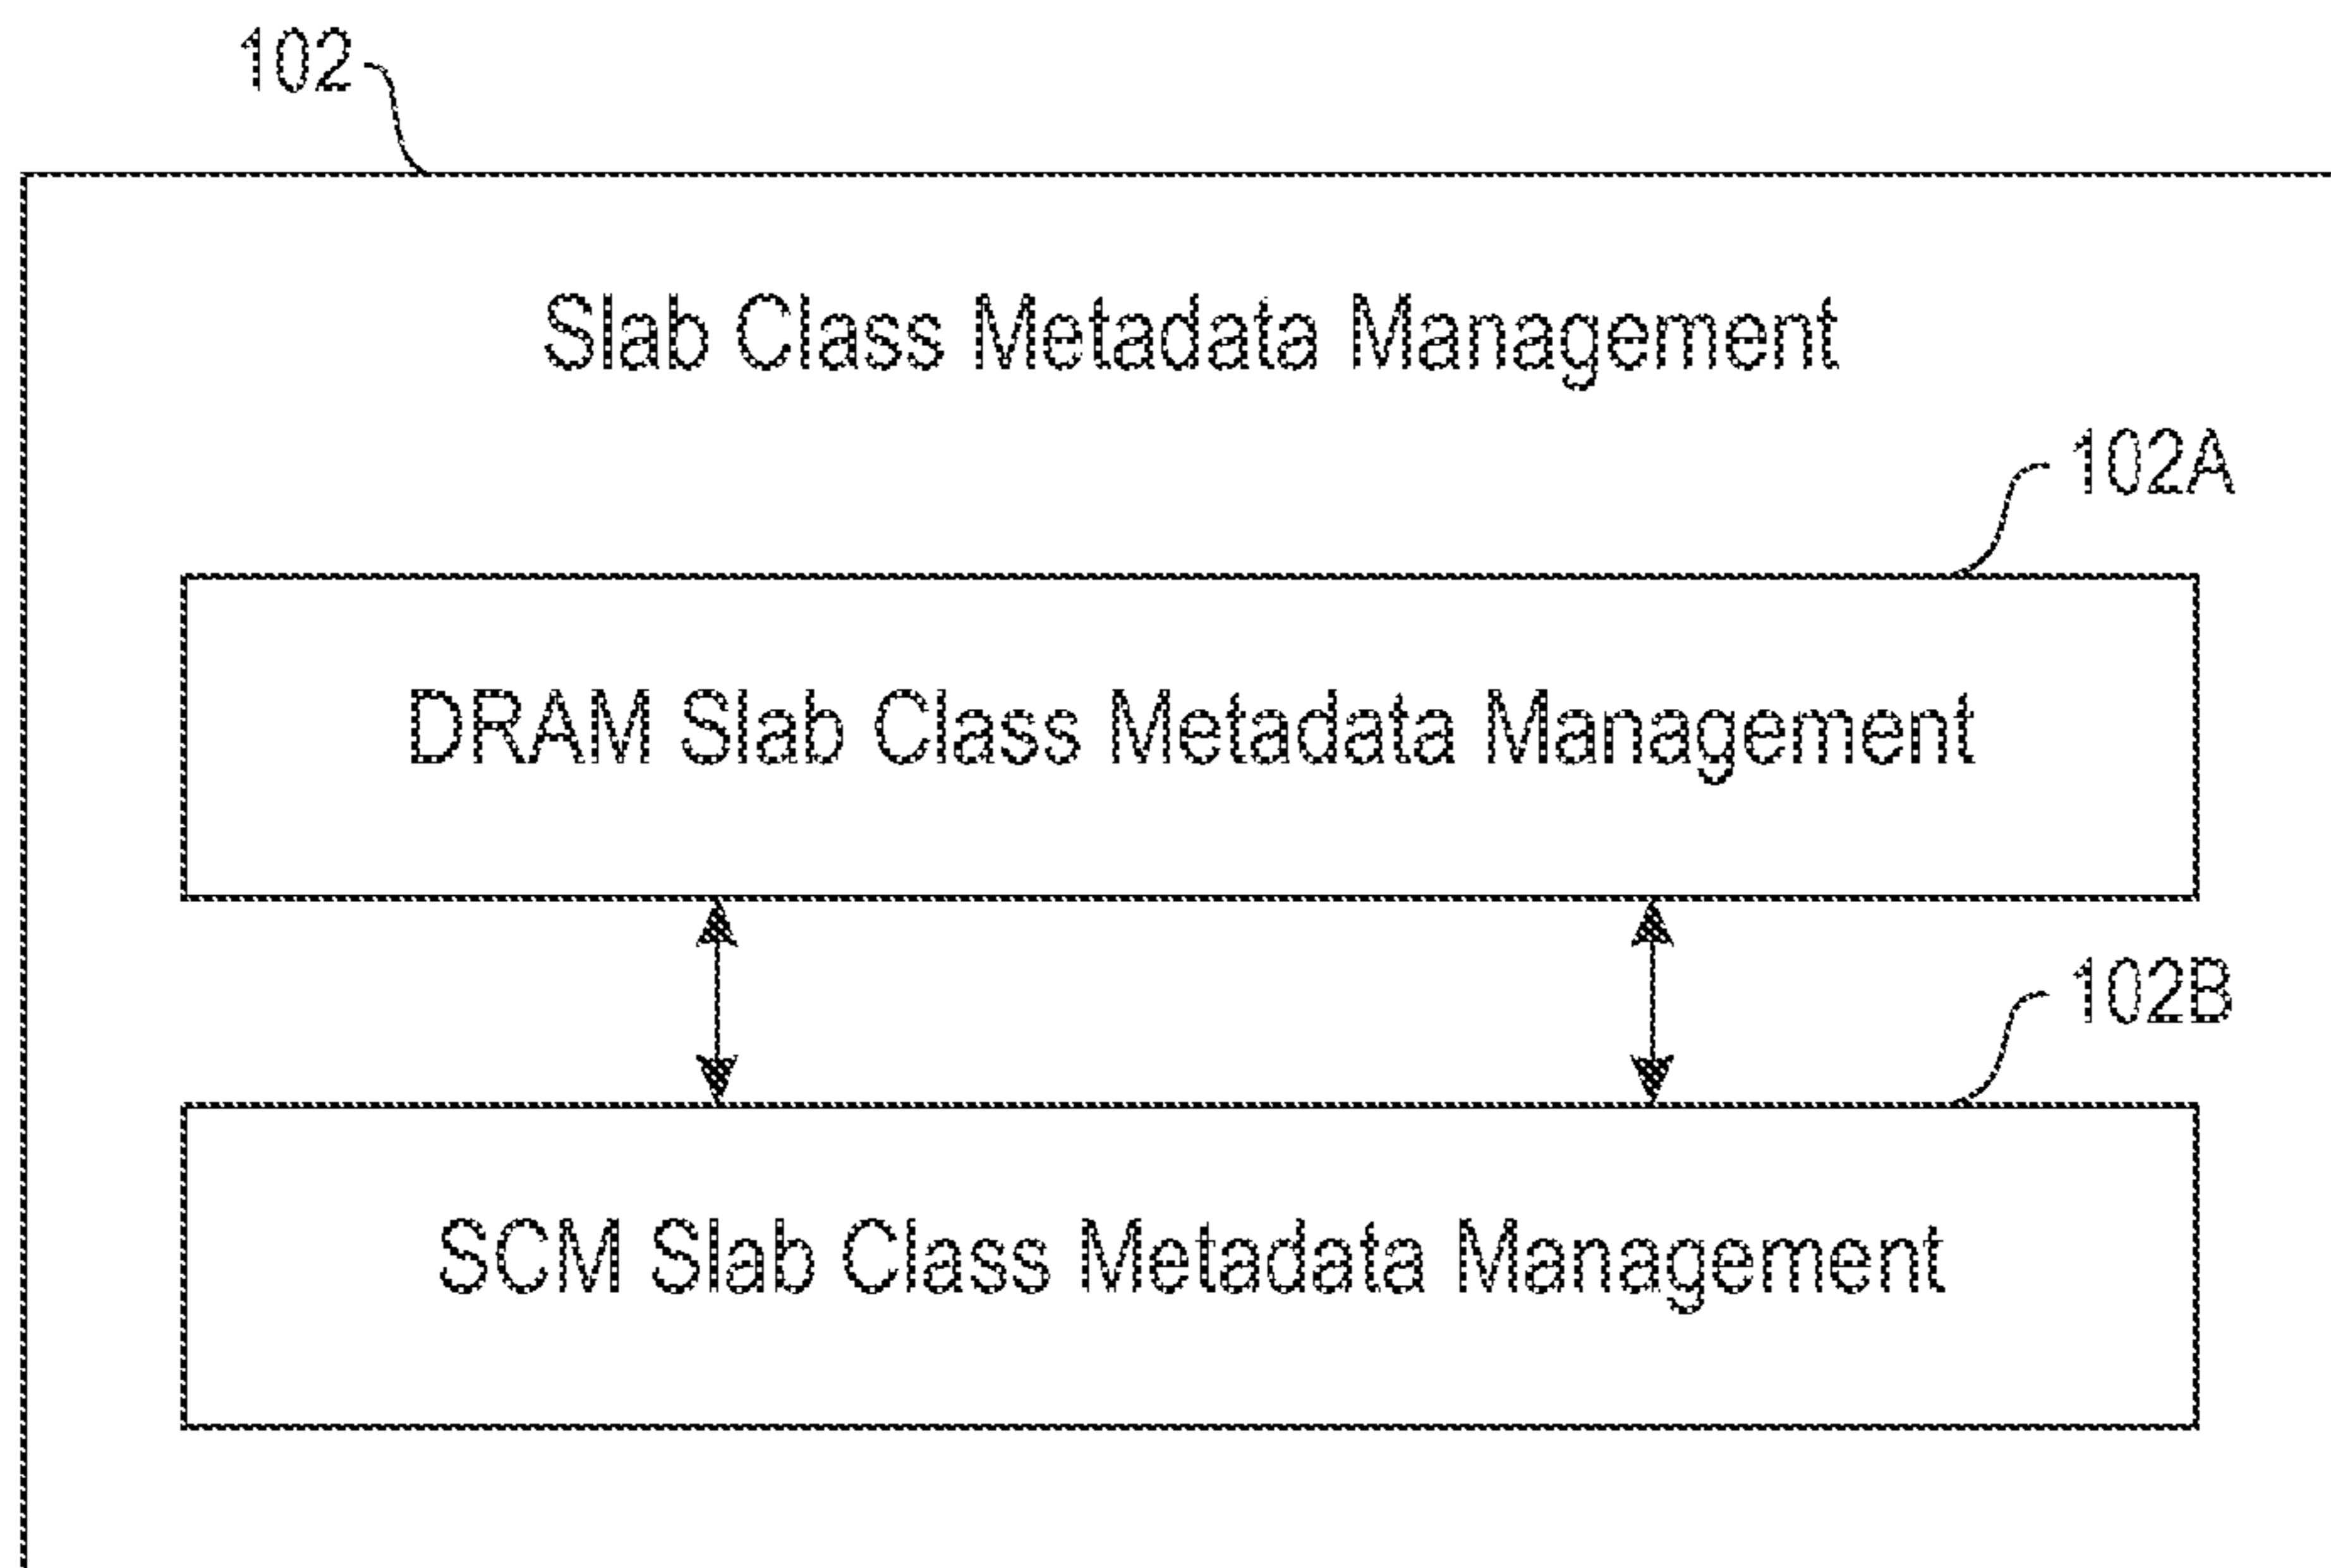 102
Slab Class Metadata Management
102A
DRAM Slab Class Metadata Management
102B
SCM Slab Class Metadata Management